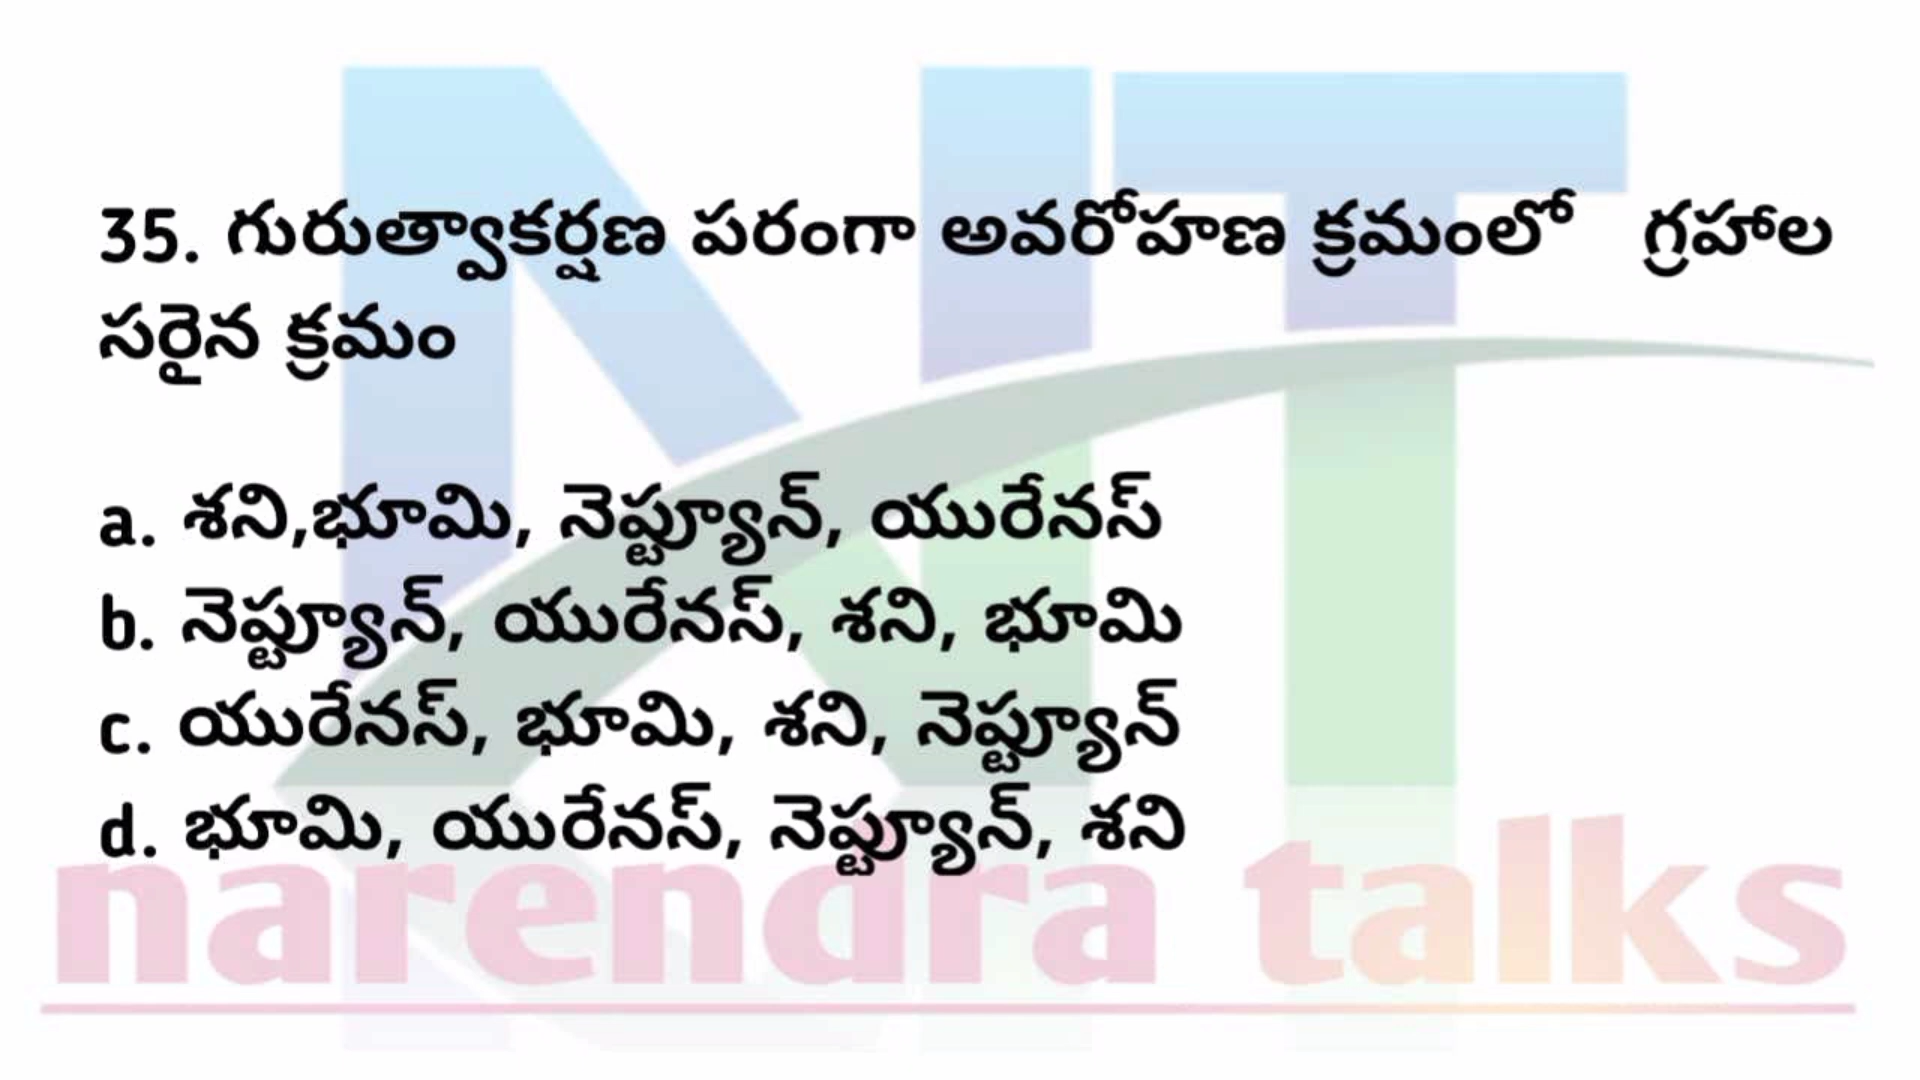 35. గురుత్వాకర్షణ పరంగా అవరోహణ క్రమంలో గ్రహాల
సరైన క్రమం
a. శని,భూమి, నెప్ట్యూన్, యురేనస్
b. నెప్ట్యూన్, యురేనస్, శని, భూమి
c. యురేనస్, భూమి, శని, నెప్ట్యూన్
d. భూమి, యురేనస్, నెప్ట్యూన్, శని
NT
narendra talks